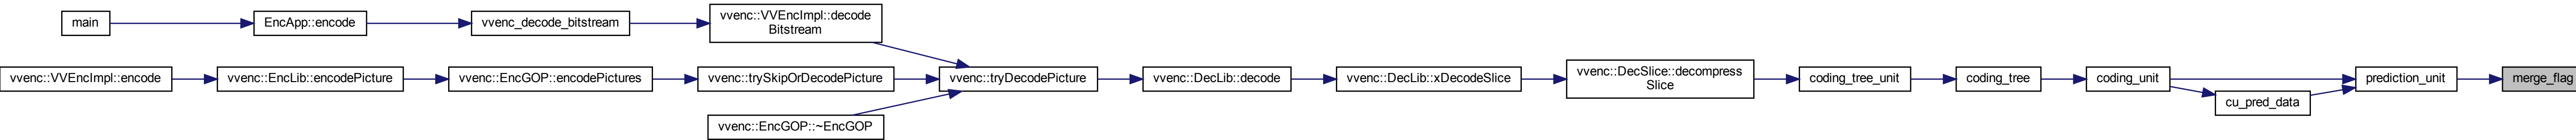 main
EncApp::encode
vvenc_decode_bitstream
vvenc::VVEncImpl::decode
Bitstream
vvenc::VVEncImpl::encode
vvenc::EncLib::encodePicture
vvenc::EncGOP::encodePictures
vvenc::trySkipOrDecodePicture
vvenc::EncGOP::~EncGOP
vvenc::tryDecodePicture
vvenc::DecLib::decode
vvenc::DecLib::xDecodeSlice
vvenc::DecSlice::decompress
Slice
coding_tree_unit
coding_tree
coding_unit
cu_pred_data
prediction_unit
merge_flag